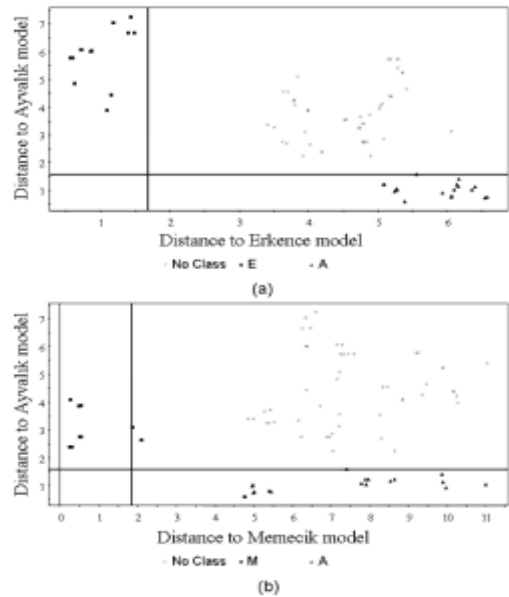 Distance to Ayvalık model
7
6
5
4
3
2
1
1 2 3 4 5 6
Distance to Erkence model
No Class E A
(a)
Distance to Ayvalık model
7
6
5
4
3
2
1
0 1 2 3 4 5 6 7 8 9 10 11
Distance to Memecik model
No Class M A
(b)